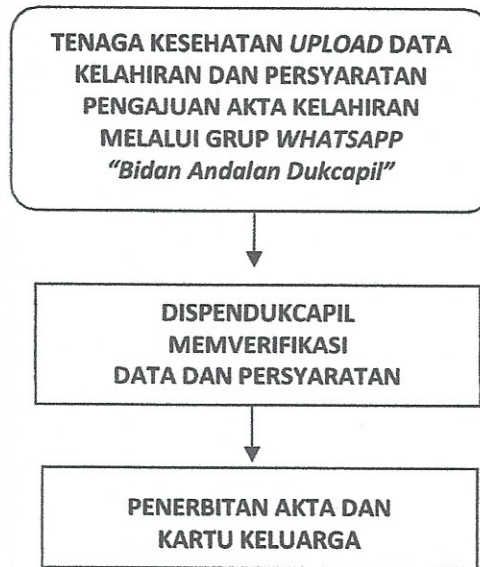 TENAGA KESEHATAN UPLOAD DATA
KELAHIRAN DAN PERSYARATAN
PENGAJUAN AKTA KELAHIRAN
MELALUI GRUP WHATSAPP
"Bidan Andalan Dukcapil"
DISPENDUKCAPIL
MEMVERIFIKASI
DATA DAN PERSYARATAN
PENERBITAN AKTA DAN
KARTU KELUARGA